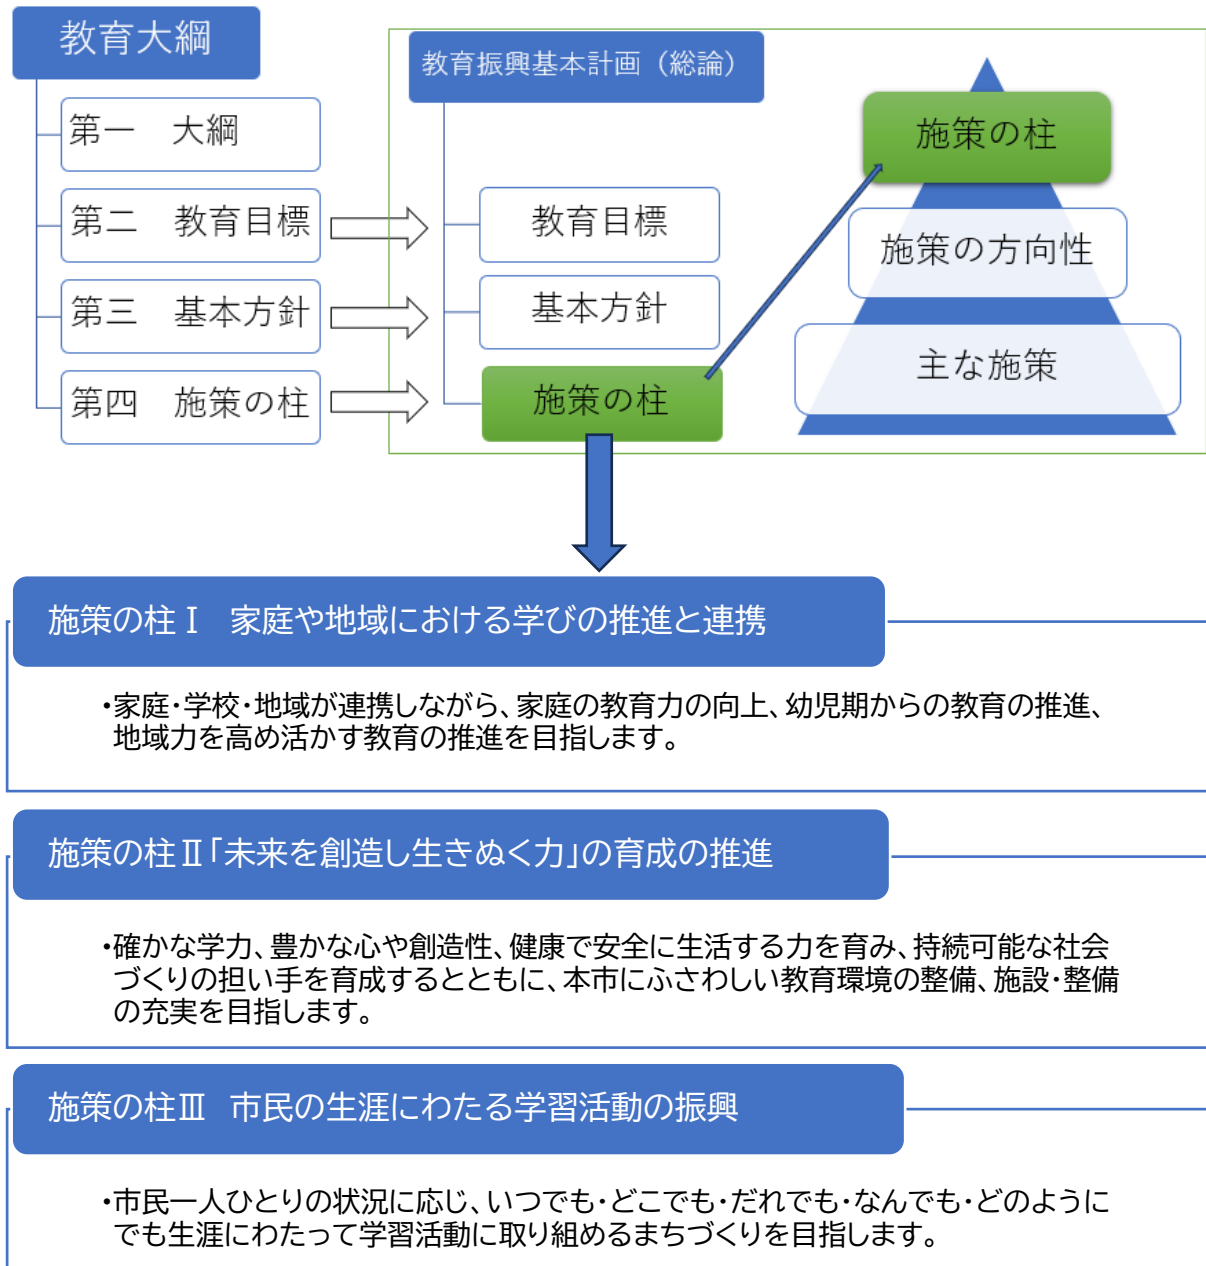 教育大綱
第一　大綱
第二　教育目標
第三　基本方針
第四　施策の柱
教育振興基本計画（総論）
教育目標
基本方針
施策の柱
施策の柱
施策の方向性
主な施策
施策の柱Ⅰ　家庭や地域における学びの推進と連携
・家庭・学校・地域が連携しながら、家庭の教育力の向上、幼児期からの教育の推進、
地域力を高め活かす教育の推進を目指します。
施策の柱Ⅱ「未来を創造し生きぬく力」の育成の推進
・確かな学力、豊かな心や創造性、健康で安全に生活する力を育み、持続可能な社会
づくりの担い手を育成するとともに、本市にふさわしい教育環境の整備、施設・整備
の充実を目指します。
施策の柱Ⅲ　市民の生涯にわたる学習活動の振興
・市民一人ひとりの状況に応じ、いつでも・どこでも・だれでも・なんでも・どのように
でも生涯にわたって学習活動に取り組めるまちづくりを目指します。